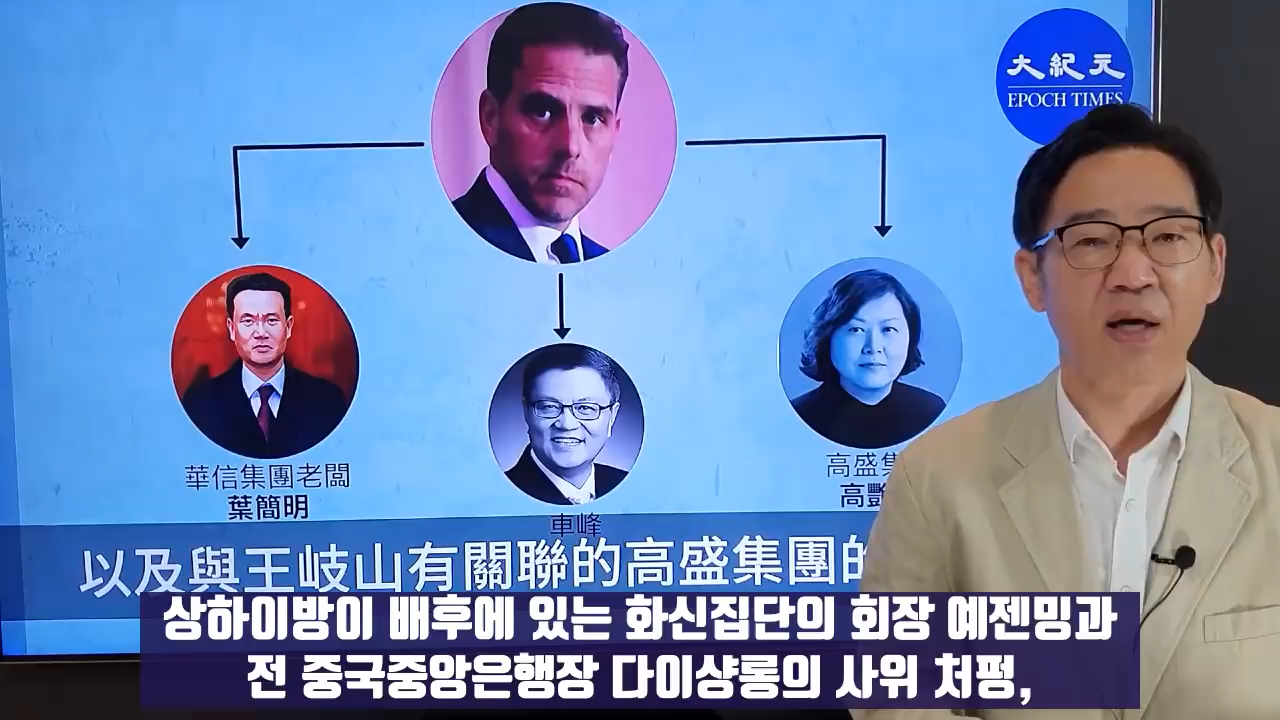 大紀元
EPOCH TIMES
華信集團老闆
葉簡明
車峰
高盛集
高
以及與王岐山有關聯的高盛集團的
상하이방이 배후에 있는 화신집단의 회장 예젠밍과
전 중국중앙은행장 다이샹롱의 사위 처펑,